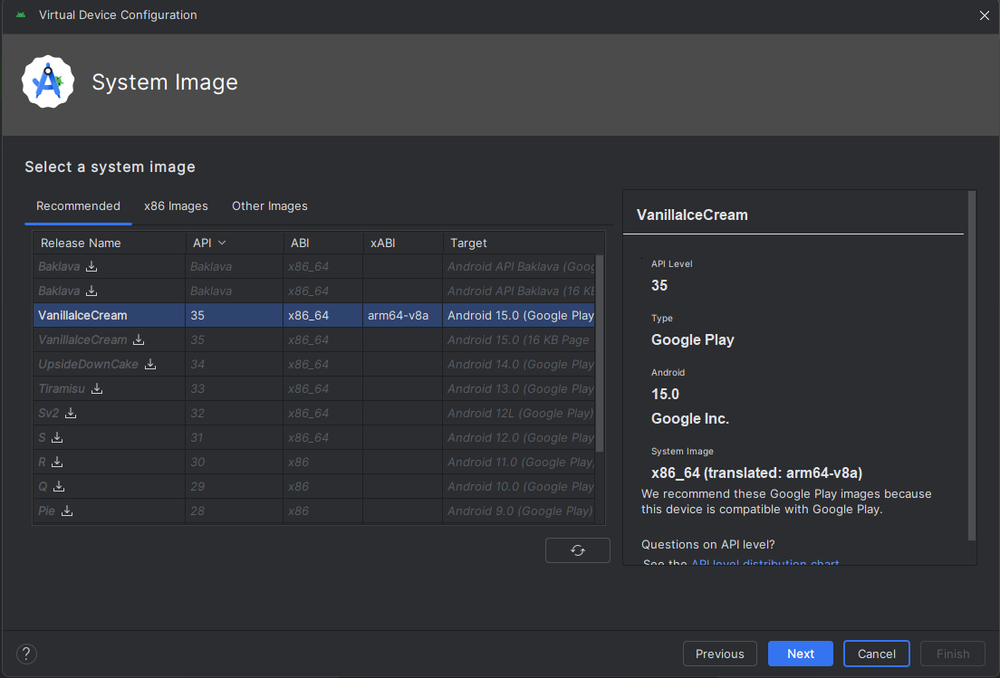 Virtual Device Configuration
System Image
Select a system image
Recommended x86 Images Other Images
Release Name API ABI xABI Target
Baklava Baklava x86_64 Android API Baklava (Goog
Baklava Baklava x86_64 Android API Baklava (16 KB
VanillaIceCream 35 x86_64 arm64-v8a Android 15.0 (Google Play
VanillaIceCream 35 x86_64 Android 15.0 (16 KB Page
UpsideDownCake 34 x86_64 Android 14.0 (Google Play
Tiramisu 33 x86_64 Android 13.0 (Google Play
Sv2 32 x86_64 Android 12L (Google Play)
S 31 x86_64 Android 12.0 (Google Play
R 30 x86 Android 11.0 (Google Play)
Q 29 x86 Android 10.0 (Google Play
Pie 28 x86 Android 9.0 (Google Play)
VanillaIceCream
API Level
35
Type
Google Play
Android
15.0
Google Inc.
System Image
x86_64 (translated: arm64-v8a)
We recommend these Google Play images because
this device is compatible with Google Play.
Questions on API level?
See the API level distribution chart
? Previous Next Cancel Finish